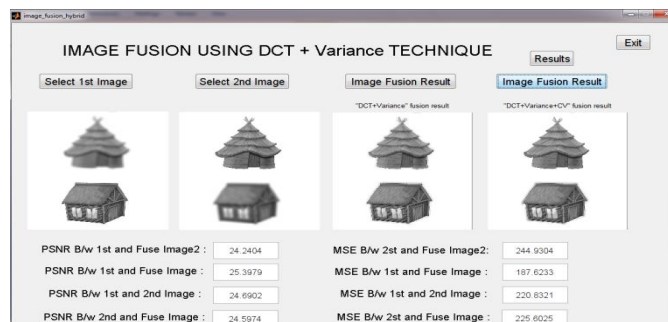 image_fusion_hybrid
IMAGE FUSION USING DCT + Variance TECHNIQUE
Results
Exit
Select 1st Image
Select 2nd Image
Image Fusion Result
Image Fusion Result
"DCT+Variance" fusion result
"DCT+Variance+CV" fusion result
PSNR B/w 1st and Fuse Image2 : 24.2404
MSE B/w 2st and Fuse Image2: 244.9304
PSNR B/w 1st and Fuse Image : 25.3979
MSE B/w 1st and Fuse Image : 187.6233
PSNR B/w 1st and 2nd Image : 24.6902
MSE B/w 1st and 2nd Image : 220.8321
PSNR B/w 2nd and Fuse Image : 24.5974
MSE B/w 2st and Fuse Image : 225.6025